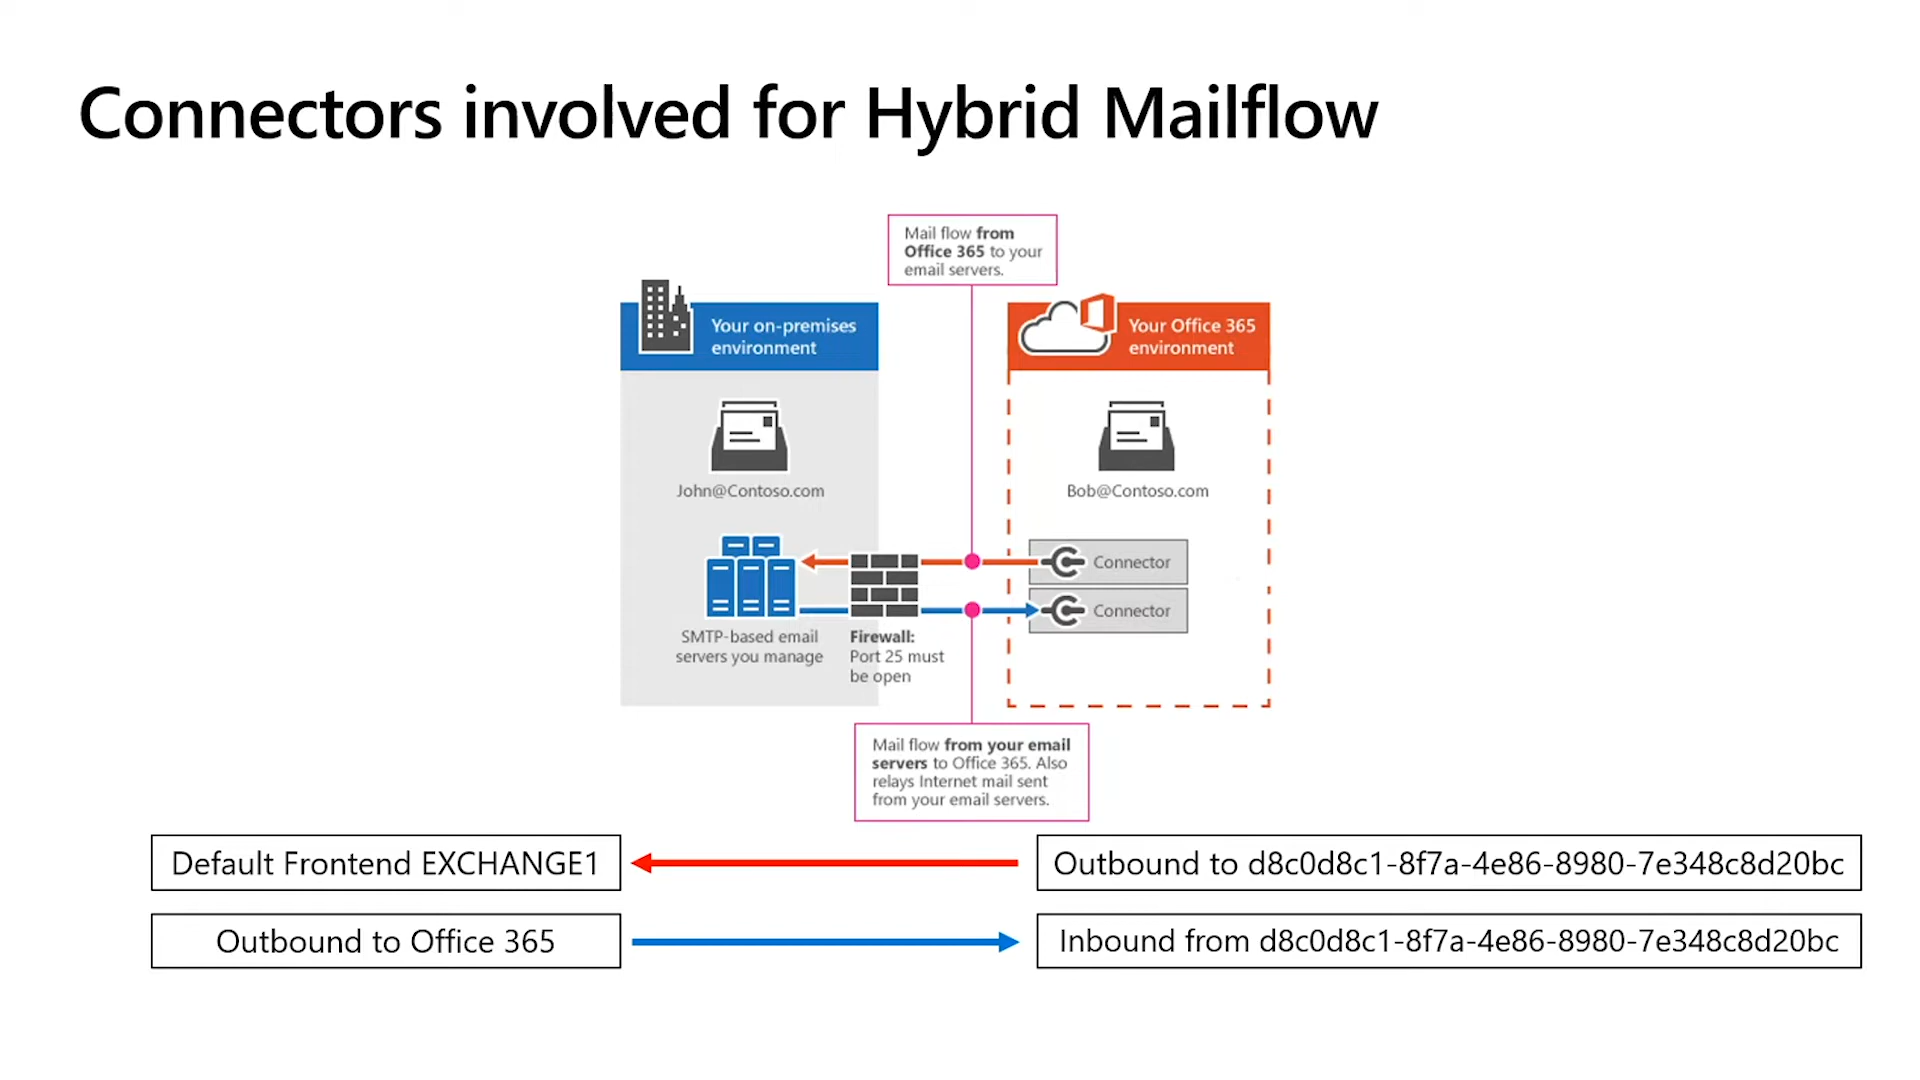 Connectors involved for Hybrid Mailflow
Mail flow from
Office 365 to your
email servers.
Your on-premises
environment
Your Office 365
environment
John@Contoso.com
Bob@Contoso.com
Connector
Connector
SMTP-based email
servers you manage
Firewall:
Port 25 must
be open
Mail flow from your email
servers to Office 365. Also
relays Internet mail sent
from your email servers.
Default Frontend EXCHANGE1
Outbound to d8c0d8c1-8f7a-4e86-8980-7e348c8d20bc
Outbound to Office 365
Inbound from d8c0d8c1-8f7a-4e86-8980-7e348c8d20bc